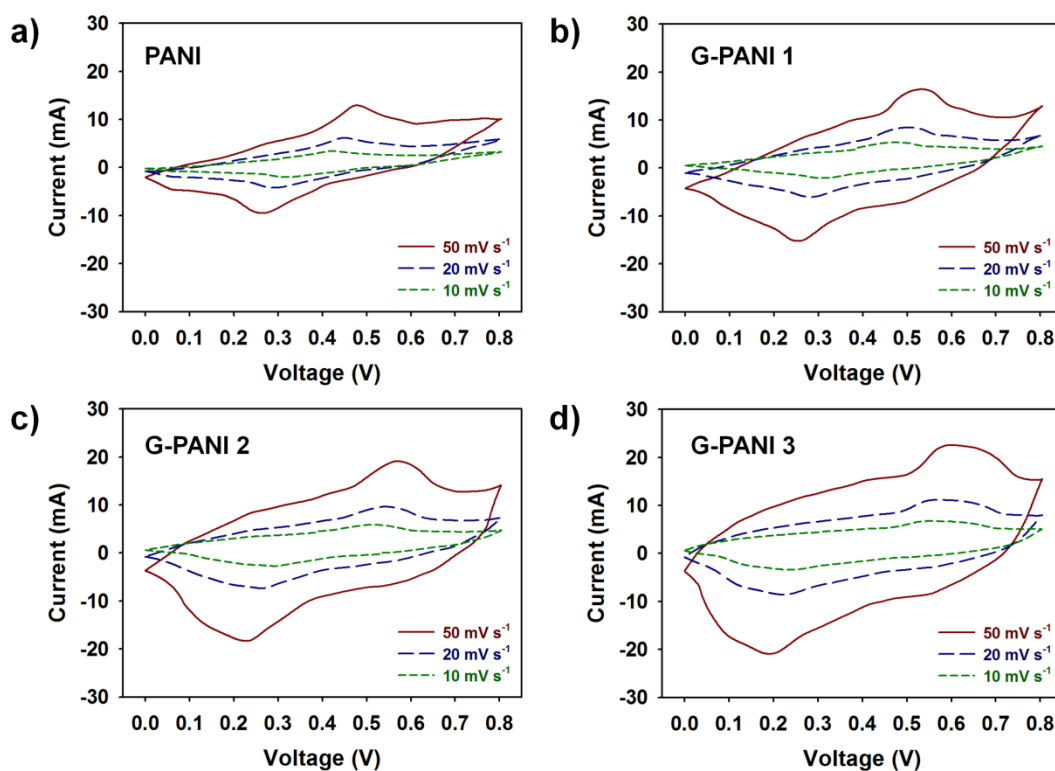 a)
PANI
Current (mA)
30
20
10
0
-10
-20
-30
50 mV s⁻¹
20 mV s⁻¹
10 mV s⁻¹
0.0 0.1 0.2 0.3 0.4 0.5 0.6 0.7 0.8
Voltage (V)
b)
G-PANI 1
Current (mA)
30
20
10
0
-10
-20
-30
50 mV s⁻¹
20 mV s⁻¹
10 mV s⁻¹
0.0 0.1 0.2 0.3 0.4 0.5 0.6 0.7 0.8
Voltage (V)
c)
G-PANI 2
Current (mA)
30
20
10
0
-10
-20
-30
50 mV s⁻¹
20 mV s⁻¹
10 mV s⁻¹
0.0 0.1 0.2 0.3 0.4 0.5 0.6 0.7 0.8
Voltage (V)
d)
G-PANI 3
Current (mA)
30
20
10
0
-10
-20
-30
50 mV s⁻¹
20 mV s⁻¹
10 mV s⁻¹
0.0 0.1 0.2 0.3 0.4 0.5 0.6 0.7 0.8
Voltage (V)